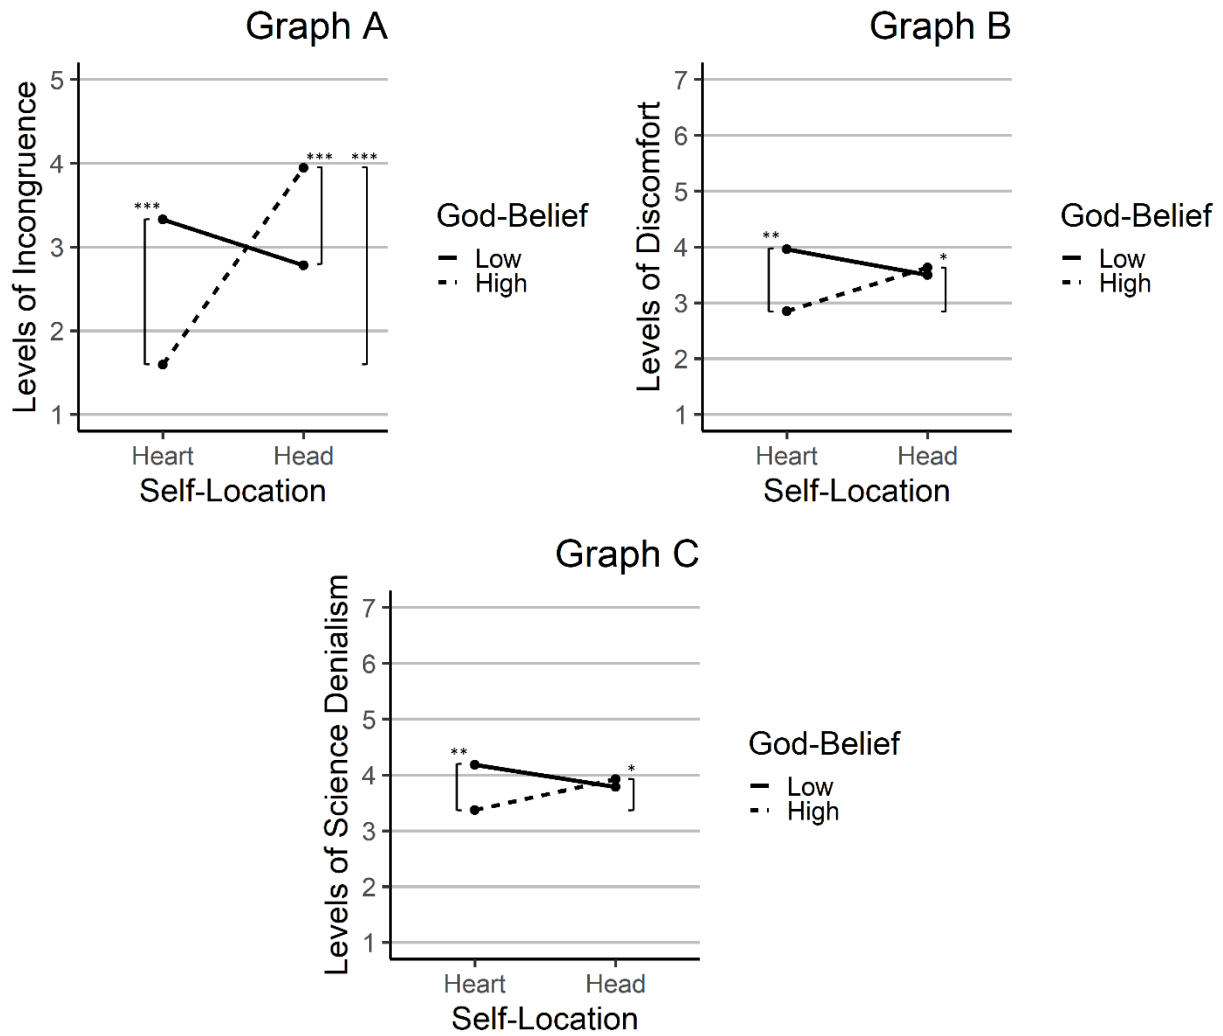 Graph A
Levels of Incongruence
5
4
3
2
1
***
***
***
Heart
Head
Self-Location
God-Belief
Low
High
Graph B
Levels of Discomfort
7
6
5
4
3
2
1
**
*
Heart
Head
Self-Location
God-Belief
Low
High
Graph C
Levels of Science Denialism
7
6
5
4
3
2
1
**
*
Heart
Head
Self-Location
God-Belief
Low
High